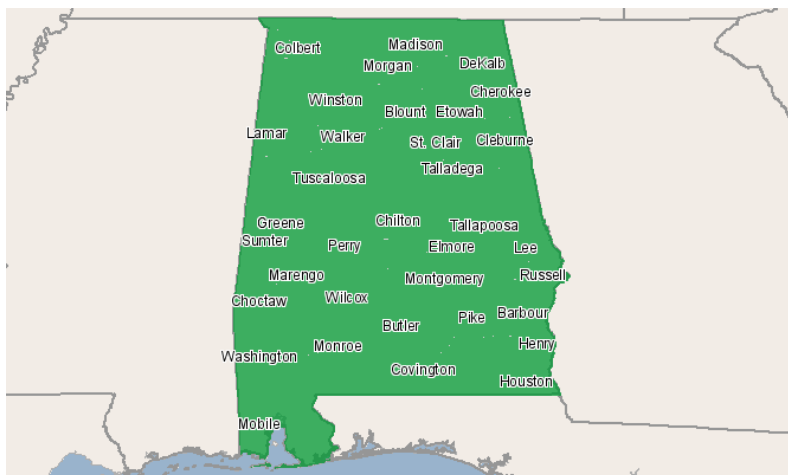 Madison
Colbert
DeKalb
Morgan
Cherokee
Winston
Blount
Etowah
Lamar
Walker
St. Clair
Cleburne
Talladega
Tuscaloosa
Chilton
Greene
Tallapoosa
Sumter
Perry
Elmore
Lee
Marengo
Montgomery
Russell
Choctaw
Wilcox
Barbour
Pike
Butler
Henry
Monroe
Washington
Covington
Houston
Mobile